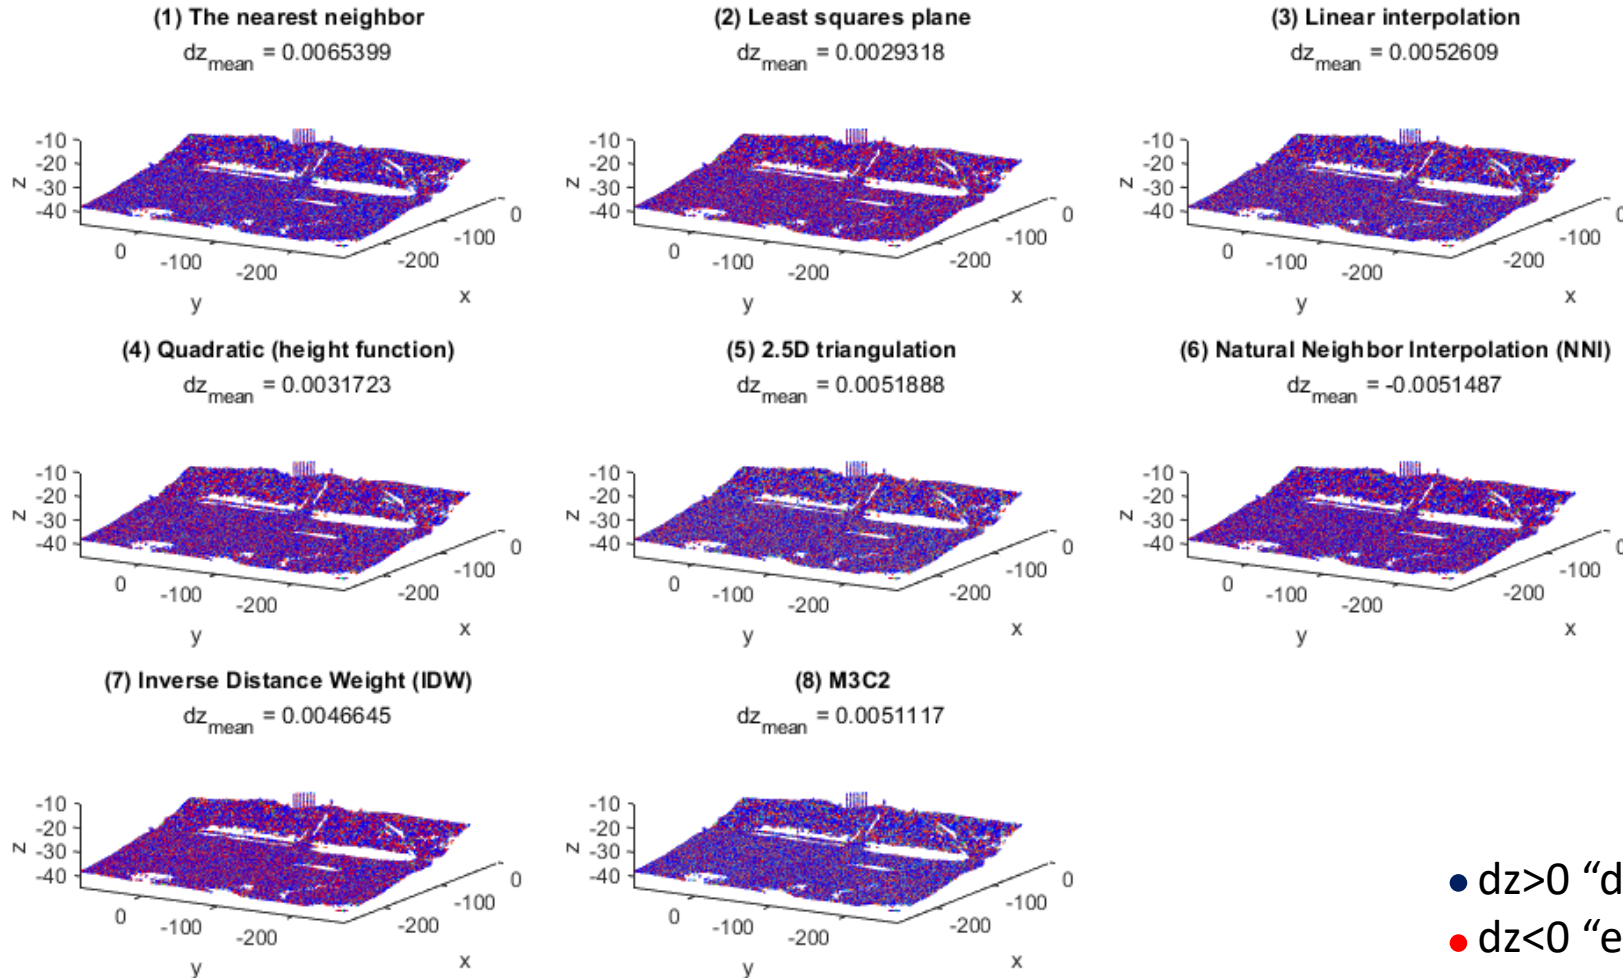 (1) The nearest neighbor
dz_mean = 0.0065399
(2) Least squares plane
dz_mean = 0.0029318
(3) Linear interpolation
dz_mean = 0.0052609
-10
-20
-30
-40
z
0
-100
-200
y
-200
-100
0
x
-10
-20
-30
-40
z
0
-100
-200
y
-200
-100
0
x
-10
-20
-30
-40
z
0
-100
-200
y
-200
-100
0
x
(4) Quadratic (height function)
dz_mean = 0.0031723
(5) 2.5D triangulation
dz_mean = 0.0051888
(6) Natural Neighbor Interpolation (NNI)
dz_mean = -0.0051487
-10
-20
-30
-40
z
0
-100
-200
y
-200
-100
0
x
-10
-20
-30
-40
z
0
-100
-200
y
-200
-100
0
x
-10
-20
-30
-40
z
0
-100
-200
y
-200
-100
0
x
(7) Inverse Distance Weight (IDW)
dz_mean = 0.0046645
(8) M3C2
dz_mean = 0.0051117
-10
-20
-30
-40
z
0
-100
-200
y
-200
-100
0
x
-10
-20
-30
-40
z
0
-100
-200
y
-200
-100
0
x
• dz>0 “d
• dz<0 “e